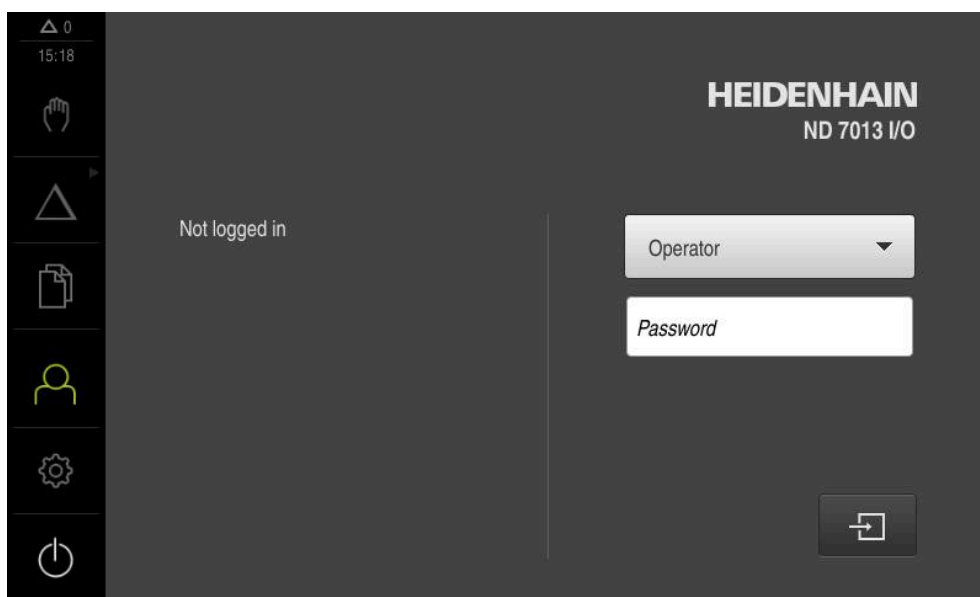 0
15:18
HEIDENHAIN
ND 7013 I/O
Not logged in
Operator
Password